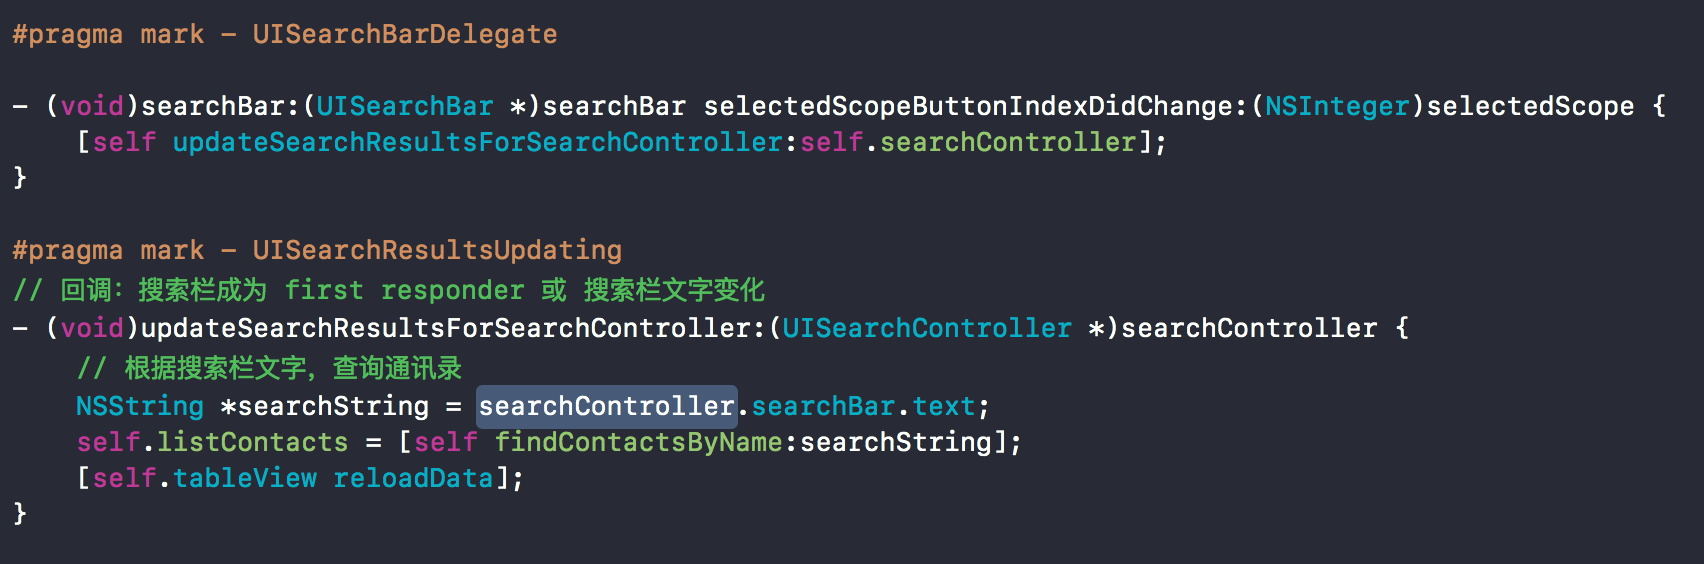 #pragma mark – UISearchBarDelegate
– (void)searchBar:(UISearchBar *)searchBar selectedScopeButtonIndexDidChange:(NSInteger)selectedScope {
[self updateSearchResultsForSearchController:self.searchController];
}
#pragma mark – UISearchResultsUpdating
// 回调：搜索栏成为 first responder 或 搜索栏文字变化
– (void)updateSearchResultsForSearchController:(UISearchController *)searchController {
// 根据搜索栏文字，查询通讯录
NSString *searchString = searchController.searchBar.text;
self.listContacts = [self findContactsByName:searchString];
[self.tableView reloadData];
}